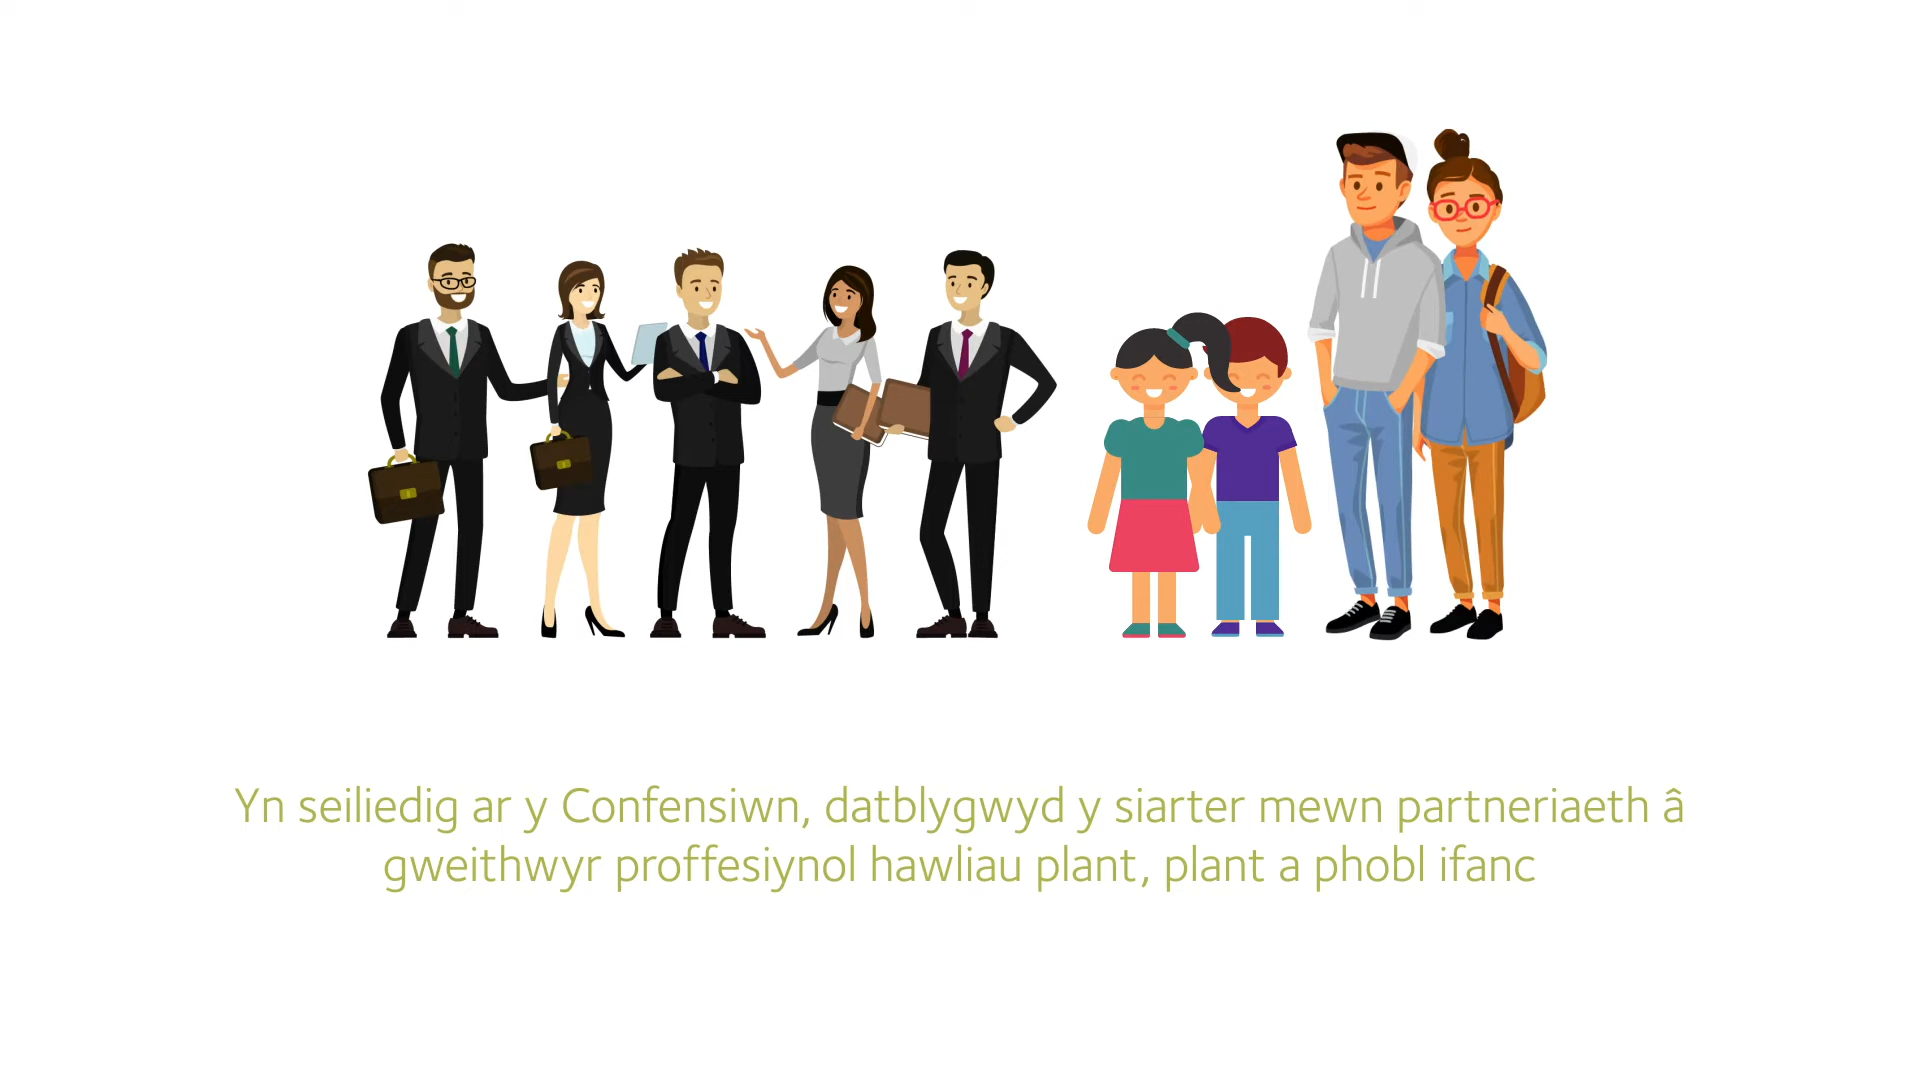 Yn seiliedig ar y Confensiwn, datblygwyd y siarter mewn partneriaeth â
gweithwyr proffesiynol hawliau plant, plant a phobl ifanc